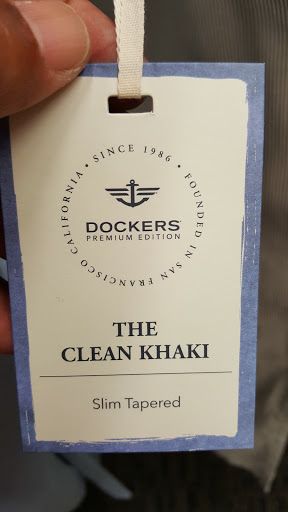 SINCE 1986 • FOUNDED IN SAN FRANCISCO CALIFORNIA •
DOCKERS®
PREMIUM EDITION
THE
CLEAN KHAKI
Slim Tapered